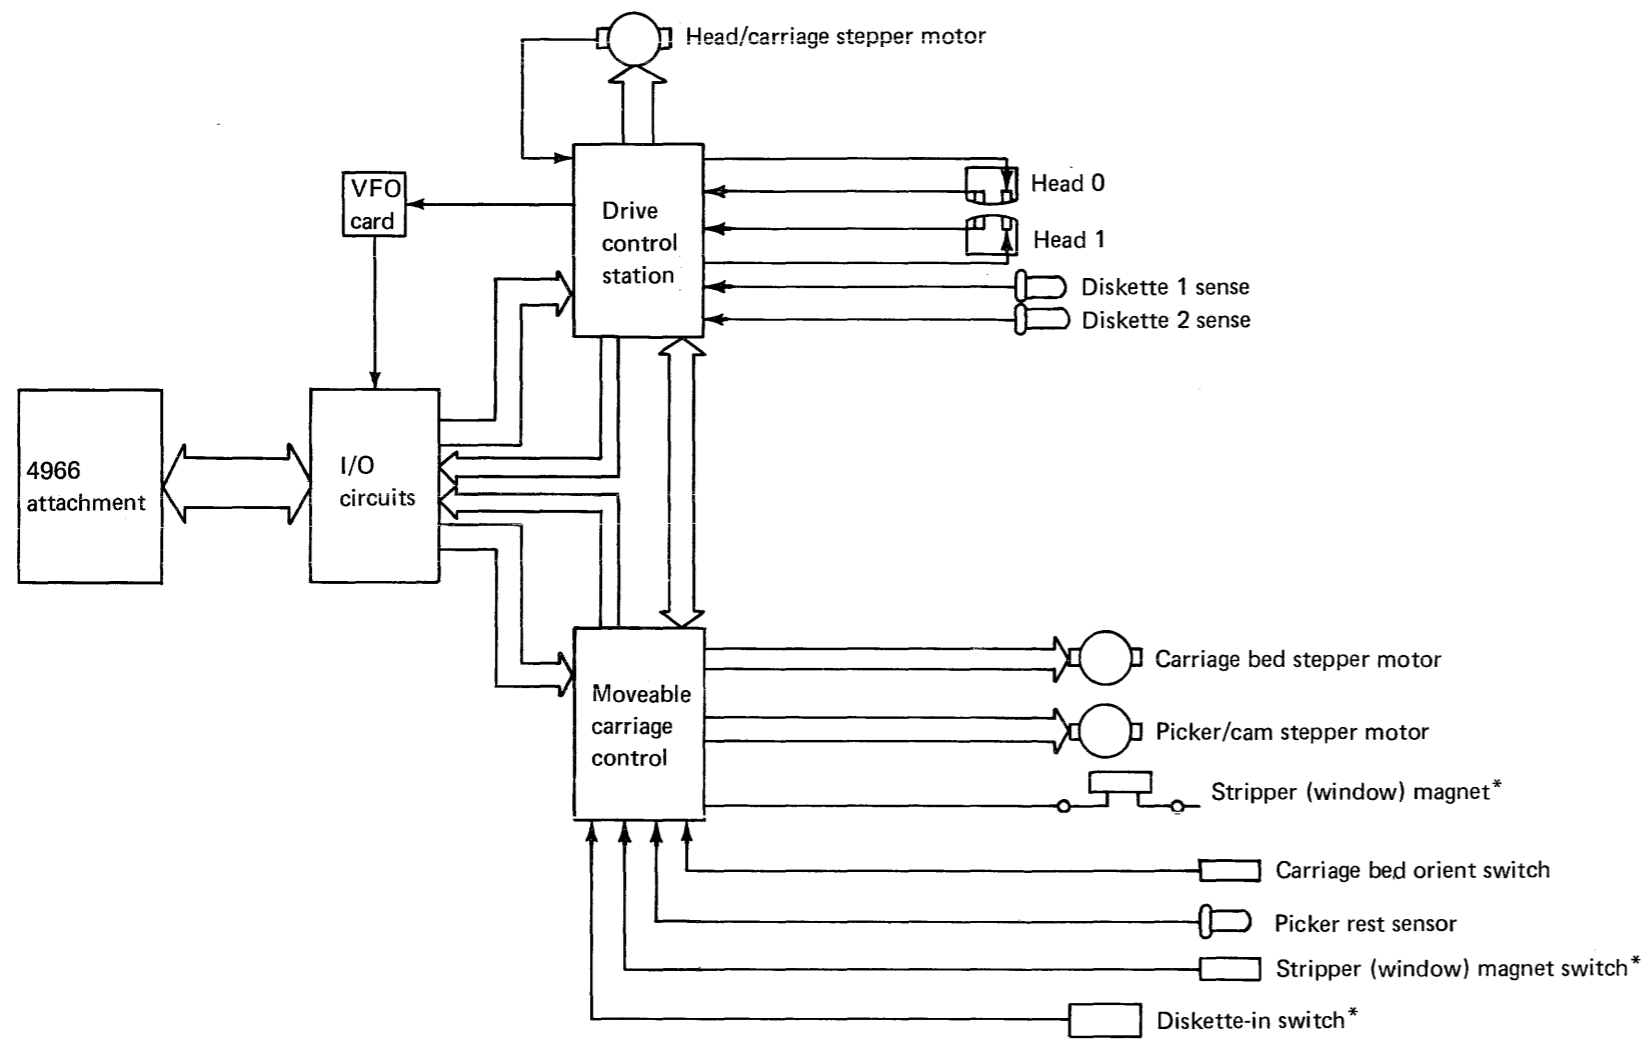 Head/carriage stepper motor
VFO
card
Head 0
Drive
control
station
Head 1
Diskette 1 sense
Diskette 2 sense
4966
attachment
I/O
circuits
Moveable
carriage
control
Carriage bed stepper motor
Picker/cam stepper motor
Stripper (window) magnet*
Carriage bed orient switch
Picker rest sensor
Stripper (window) magnet switch*
Diskette-in switch*